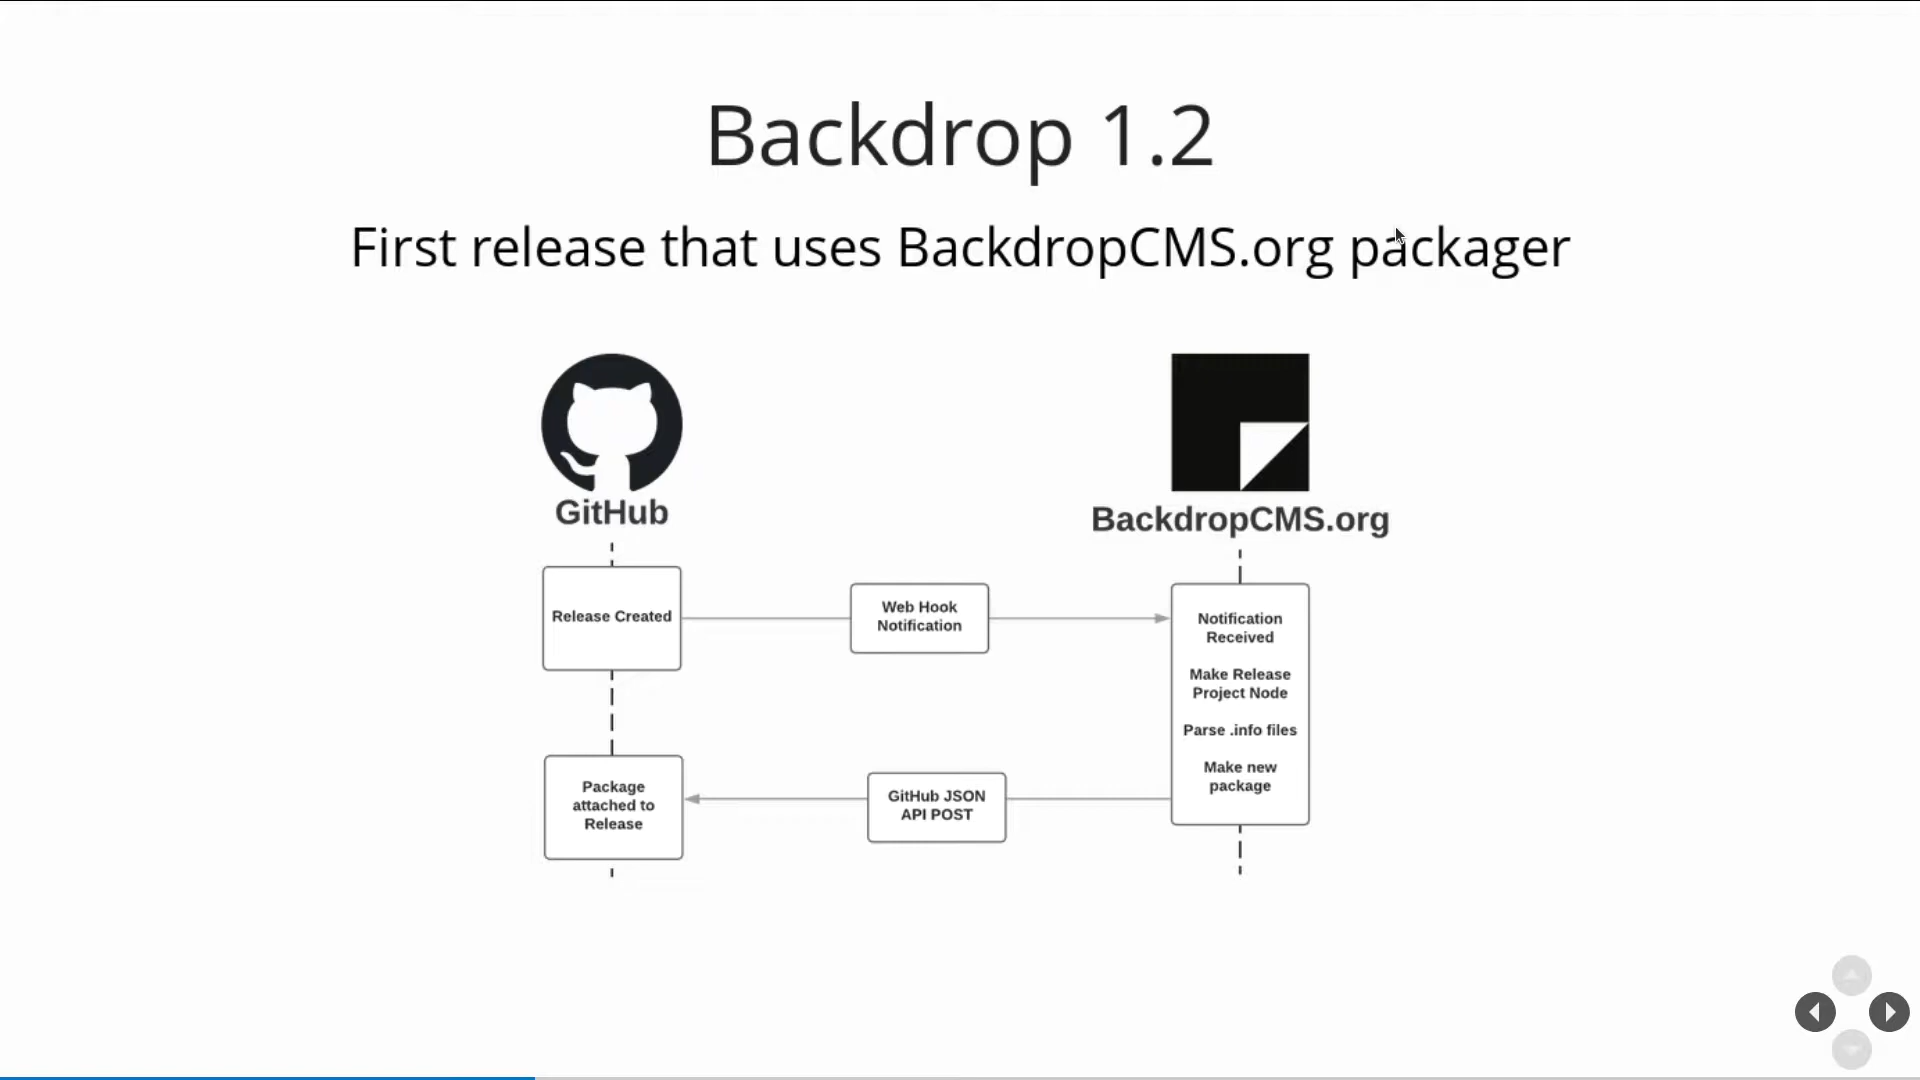 Backdrop 1.2
First release that uses BackdropCMS.org packager
GitHub
BackdropCMS.org
Release Created
Web Hook
Notification
Notification
Received
Make Release
Project Node
Parse .info files
Make new
package
Package
attached to
Release
GitHub JSON
API POST